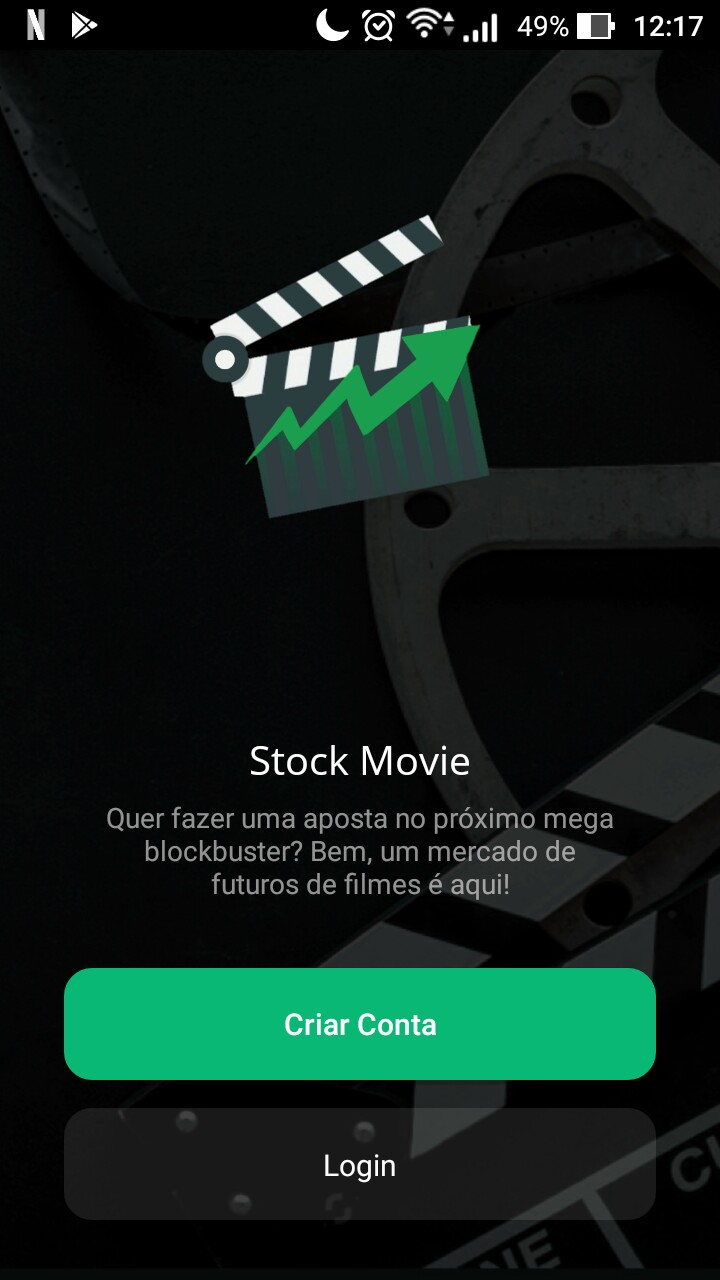 49% 12:17
Stock Movie
Quer fazer uma aposta no próximo mega
blockbuster? Bem, um mercado de
futuros de filmes é aqui!
Criar Conta
Login